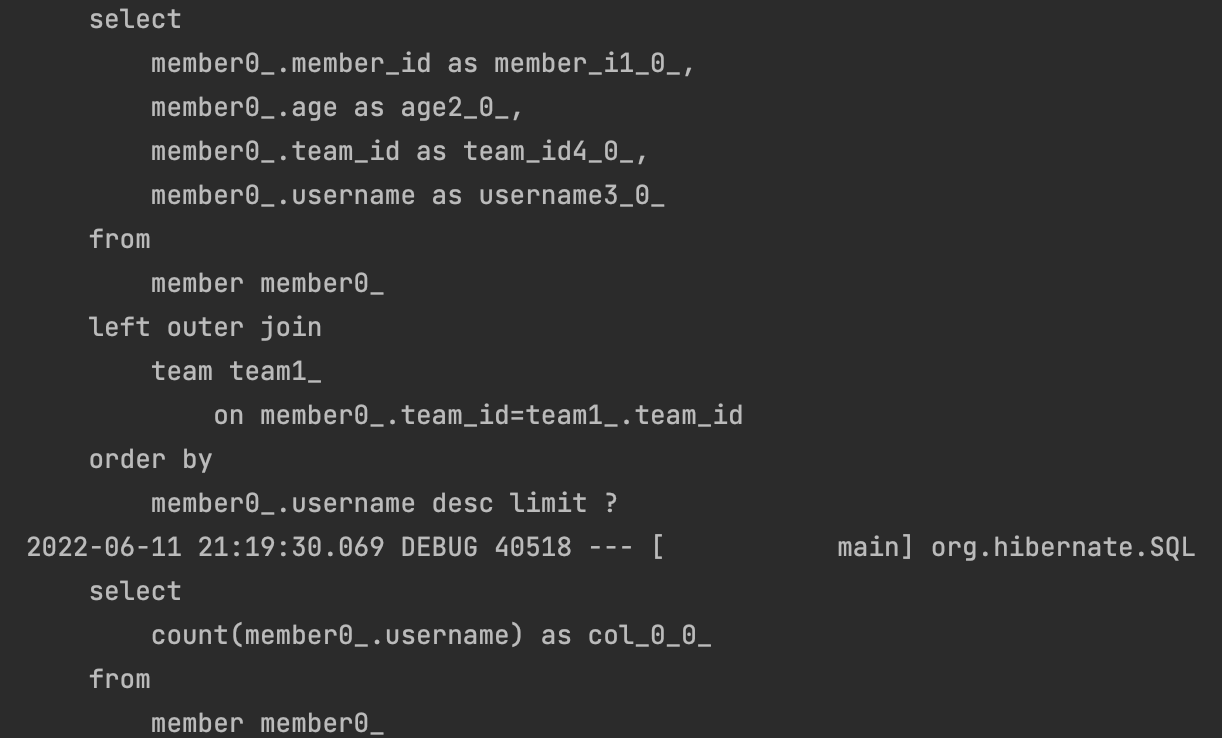 select
member0_.member_id as member_i1_0_,
member0_.age as age2_0_,
member0_.team_id as team_id4_0_,
member0_.username as username3_0_
from
member member0_
left outer join
team team1_
on member0_.team_id=team1_.team_id
order by
member0_.username desc limit ?
2022-06-11 21:19:30.069 DEBUG 40518 --- [           main] org.hibernate.SQL
select
count(member0_.username) as col_0_0_
from
member member0_